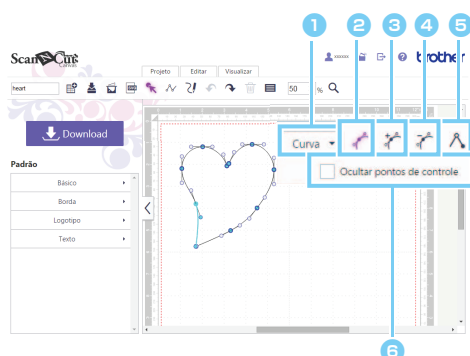 1 2 3 4 5
ScanNCut
Canvas
xxxxxx
brother
Projeto Editar Visualizar
heart
50 %
Download
Curva
Ocultar pontos de controle
Padrão
Básico
Borda
Logotipo
Texto
6